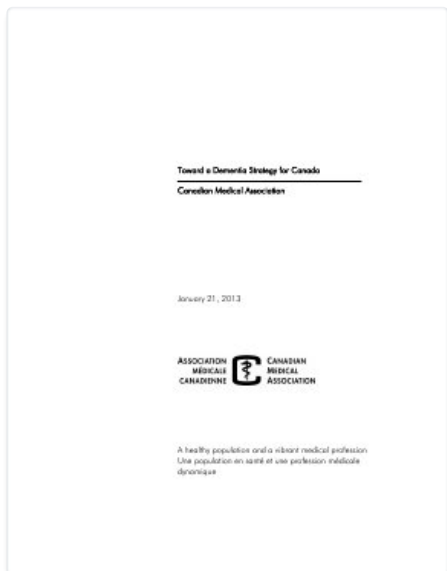 Toward a Dementia Strategy for Canada
Canadian Medical Association
January 21, 2013
ASSOCIATION
MÉDICALE
CANADIENNE
CANADIAN
MEDICAL
ASSOCIATION
A healthy population and a vibrant medical profession
Une population en santé et une profession médicale
dynamique